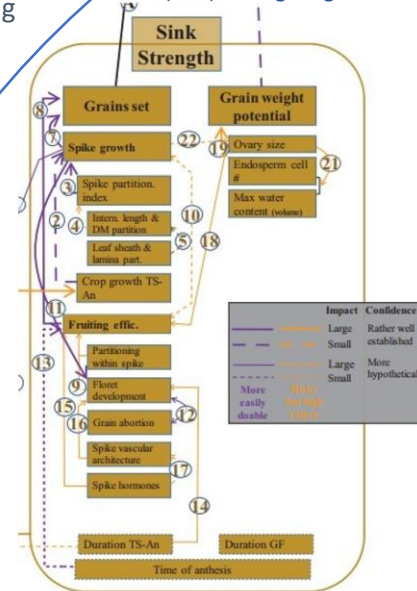 g
Sink
Strength
8
Grains set
Grain weight
potential
7
Spike growth
22
19
Ovary size
Endosperm cell
#
21
Max water
content (volume)
3
Spike partition.
index
2
4
Intern. length &
DM partition
10
5
Leaf sheath &
lamina part.
18
Crop growth TS-
An
11
Fruiting effic.
13
Partitioning
within spike
9
Floret
development
15
12
16
Grain abortion
Spike vascular
architecture
17
Spike hormones
14
Impact Confidence
Large Rather well
Small established
Large More
Small hypothetical
More
easily
doable
Duration TS-An
Duration GF
Time of anthesis